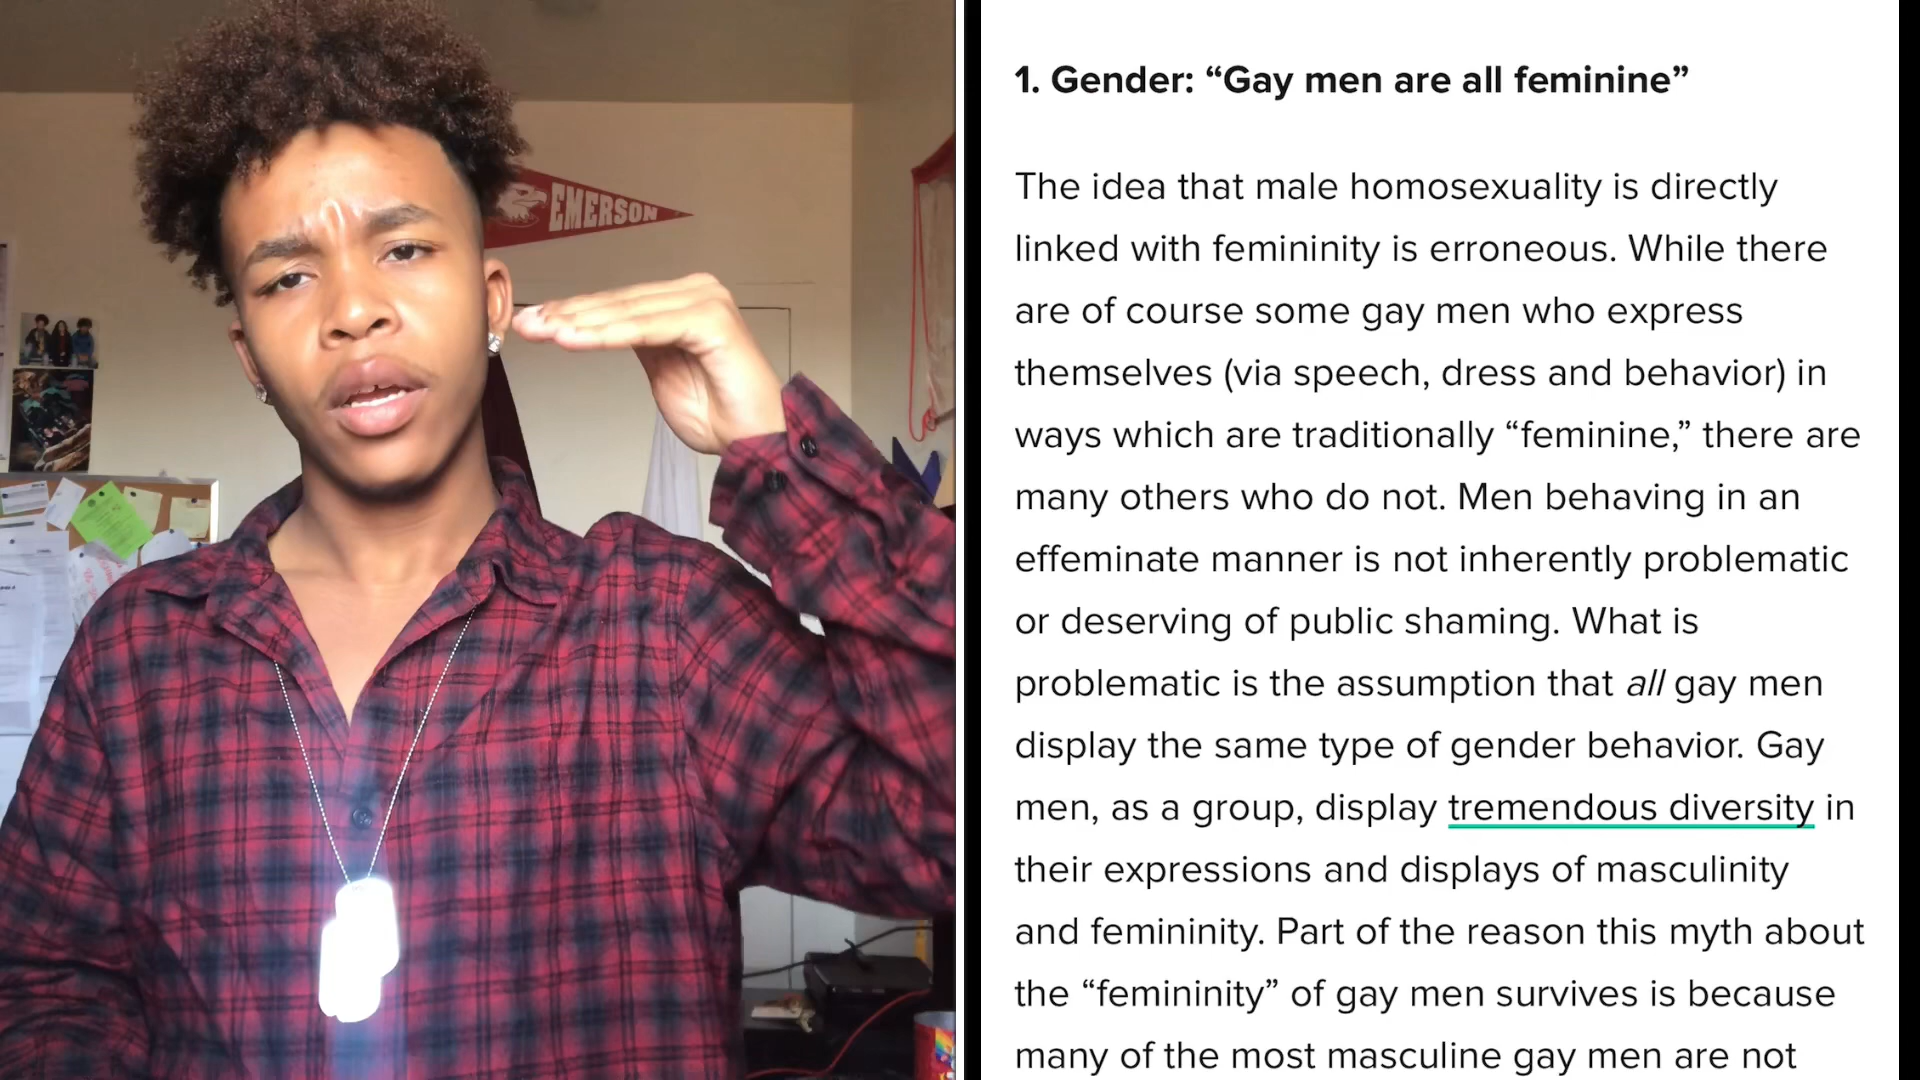 EMERSON
1. Gender: “Gay men are all feminine”
The idea that male homosexuality is directly
linked with femininity is erroneous. While there
are of course some gay men who express
themselves (via speech, dress and behavior) in
ways which are traditionally “feminine,” there are
many others who do not. Men behaving in an
effeminate manner is not inherently problematic
or deserving of public shaming. What is
problematic is the assumption that all gay men
display the same type of gender behavior. Gay
men, as a group, display tremendous diversity in
their expressions and displays of masculinity
and femininity. Part of the reason this myth about
the “femininity” of gay men survives is because
many of the most masculine gay men are not